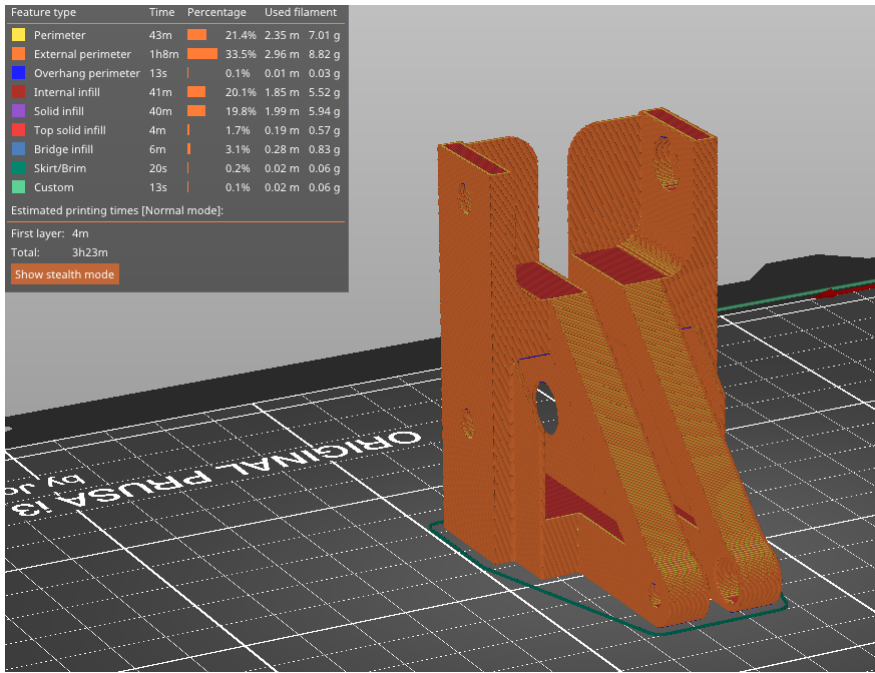 Feature type Time Percentage Used filament
Perimeter 43m 21.4% 2.35 m 7.01 g
External perimeter 1h8m 33.5% 2.96 m 8.82 g
Overhang perimeter 13s 0.1% 0.01 m 0.03 g
Internal infill 41m 20.1% 1.85 m 5.52 g
Solid infill 40m 19.8% 1.99 m 5.94 g
Top solid infill 4m 1.7% 0.19 m 0.57 g
Bridge infill 6m 3.1% 0.28 m 0.83 g
Skirt/Brim 20s 0.2% 0.02 m 0.06 g
Custom 13s 0.1% 0.02 m 0.06 g
Estimated printing times [Normal mode]:
First layer: 4m
Total: 3h23m
Show stealth mode
ORIGINAL PRUSA i3
by Jo